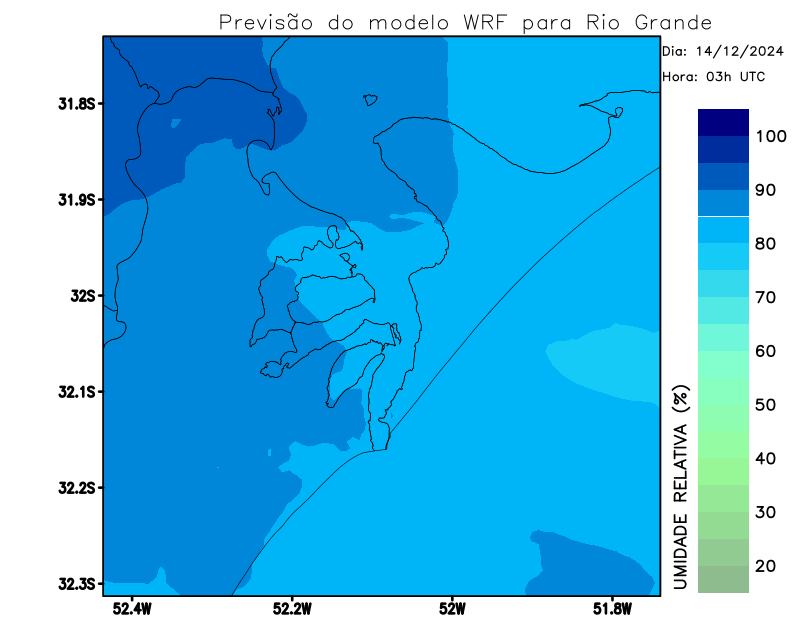 Previsão do modelo WRF para Rio Grande
Dia: 14/12/2024
Hora: 03h UTC
31.8S
31.9S
32S
32.1S
32.2S
32.3S
52.4W
52.2W
52W
51.8W
100
90
80
70
60
50
40
30
20
UMIDADE RELATIVA (%)